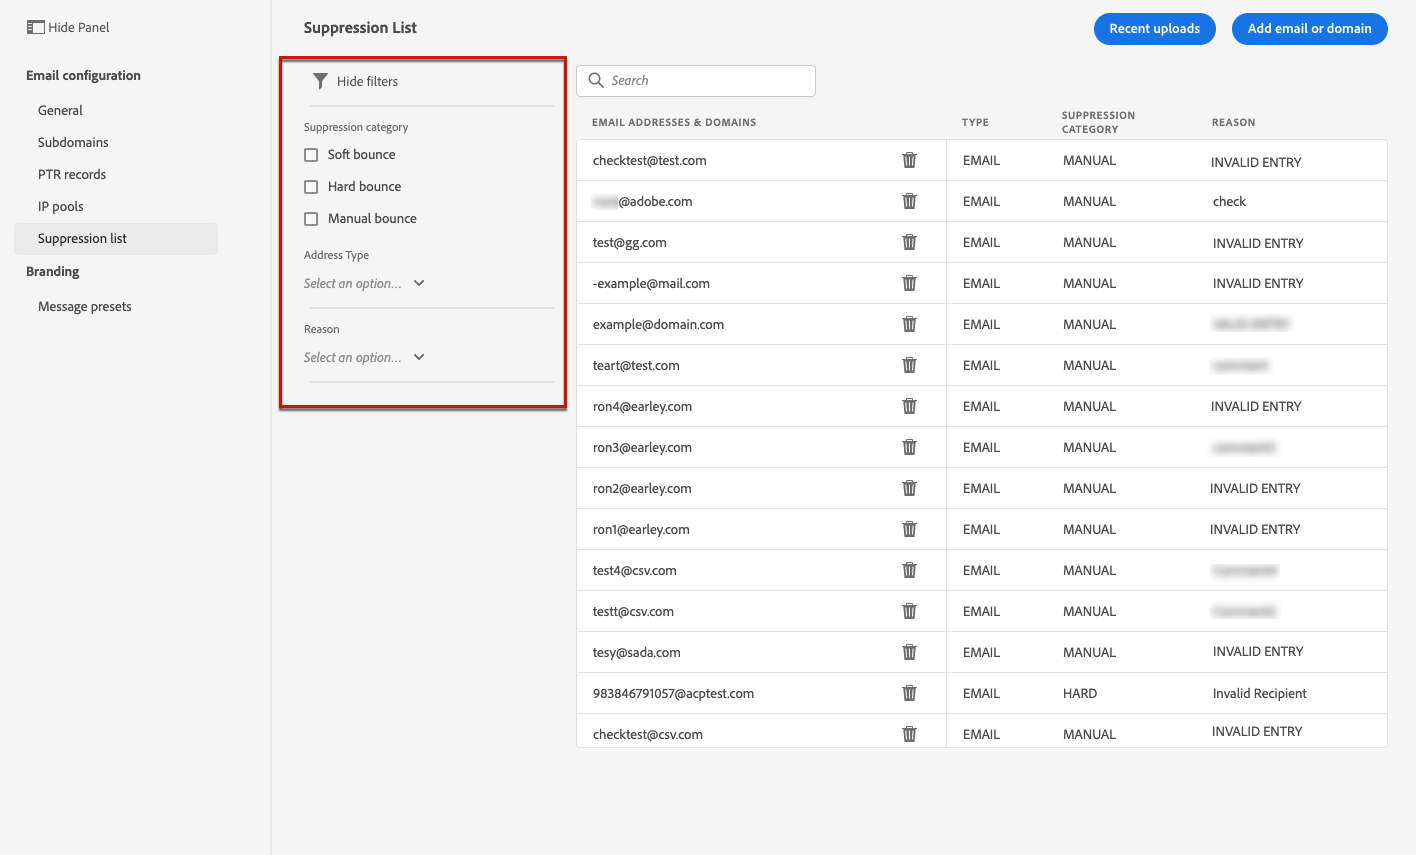 Hide Panel
Email configuration
General
Subdomains
PTR records
IP pools
Suppression list
Branding
Message presets
Suppression List
Recent uploads
Add email or domain
Hide filters
Suppression category
Soft bounce
Hard bounce
Manual bounce
Address Type
Select an option...
Reason
Select an option...
Search
EMAIL ADDRESSES & DOMAINS TYPE SUPPRESSION CATEGORY REASON
checktest@test.com EMAIL MANUAL INVALID ENTRY
@adobe.com EMAIL MANUAL check
test@gg.com EMAIL MANUAL INVALID ENTRY
-example@mail.com EMAIL MANUAL INVALID ENTRY
example@domain.com EMAIL MANUAL
teart@test.com EMAIL MANUAL
ron4@earley.com EMAIL MANUAL INVALID ENTRY
ron3@earley.com EMAIL MANUAL
ron2@earley.com EMAIL MANUAL INVALID ENTRY
ron1@earley.com EMAIL MANUAL INVALID ENTRY
test4@csv.com EMAIL MANUAL
testt@csv.com EMAIL MANUAL
tesy@sada.com EMAIL MANUAL INVALID ENTRY
983846791057@acptest.com EMAIL HARD Invalid Recipient
checktest@csv.com EMAIL MANUAL INVALID ENTRY